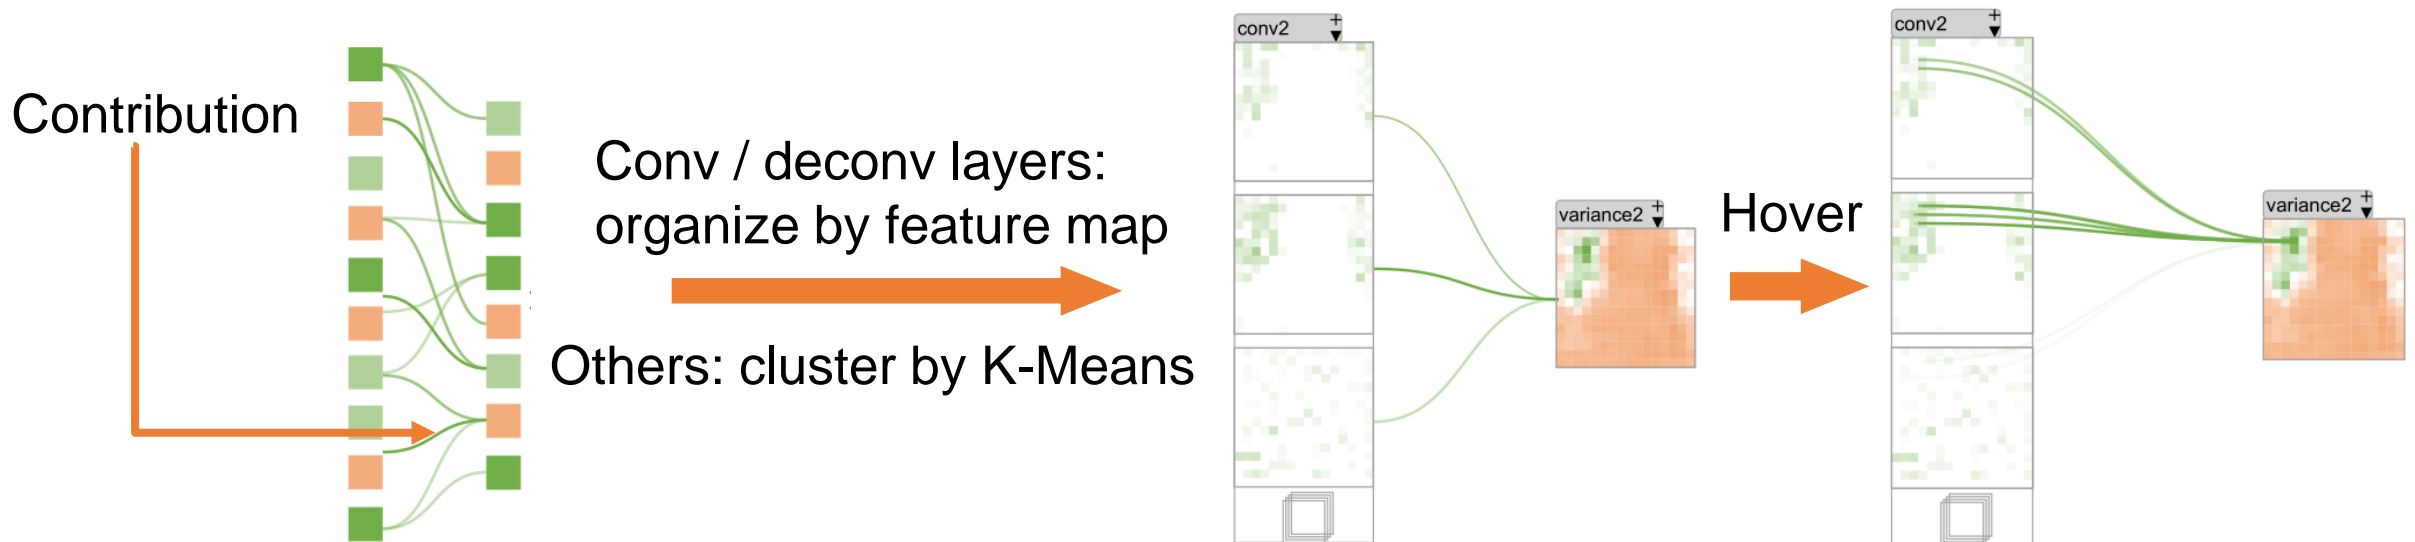 Contribution
Conv / deconv layers:
organize by feature map
Others: cluster by K-Means
conv2 +
variance2 +
Hover
conv2 +
variance2 +